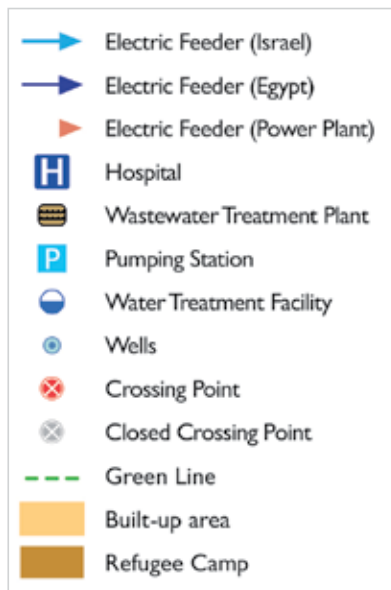 Electric Feeder (Israel)
Electric Feeder (Egypt)
Electric Feeder (Power Plant)
H Hospital
Wastewater Treatment Plant
P Pumping Station
Water Treatment Facility
Wells
Crossing Point
Closed Crossing Point
Green Line
Built-up area
Refugee Camp